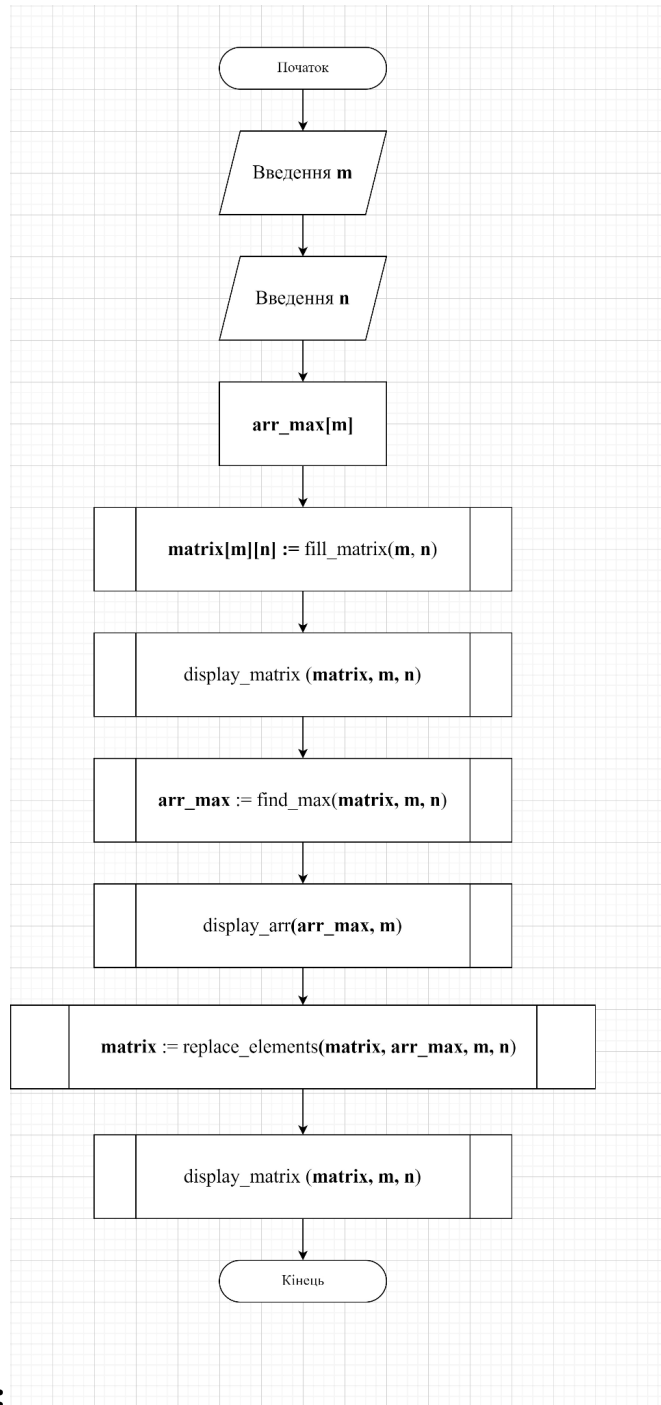 Початок
Введення m
Введення n
arr_max[m]
matrix[m][n] := fill_matrix(m, n)
display_matrix (matrix, m, n)
arr_max := find_max(matrix, m, n)
display_arr(arr_max, m)
matrix := replace_elements(matrix, arr_max, m, n)
display_matrix (matrix, m, n)
Кінець
: